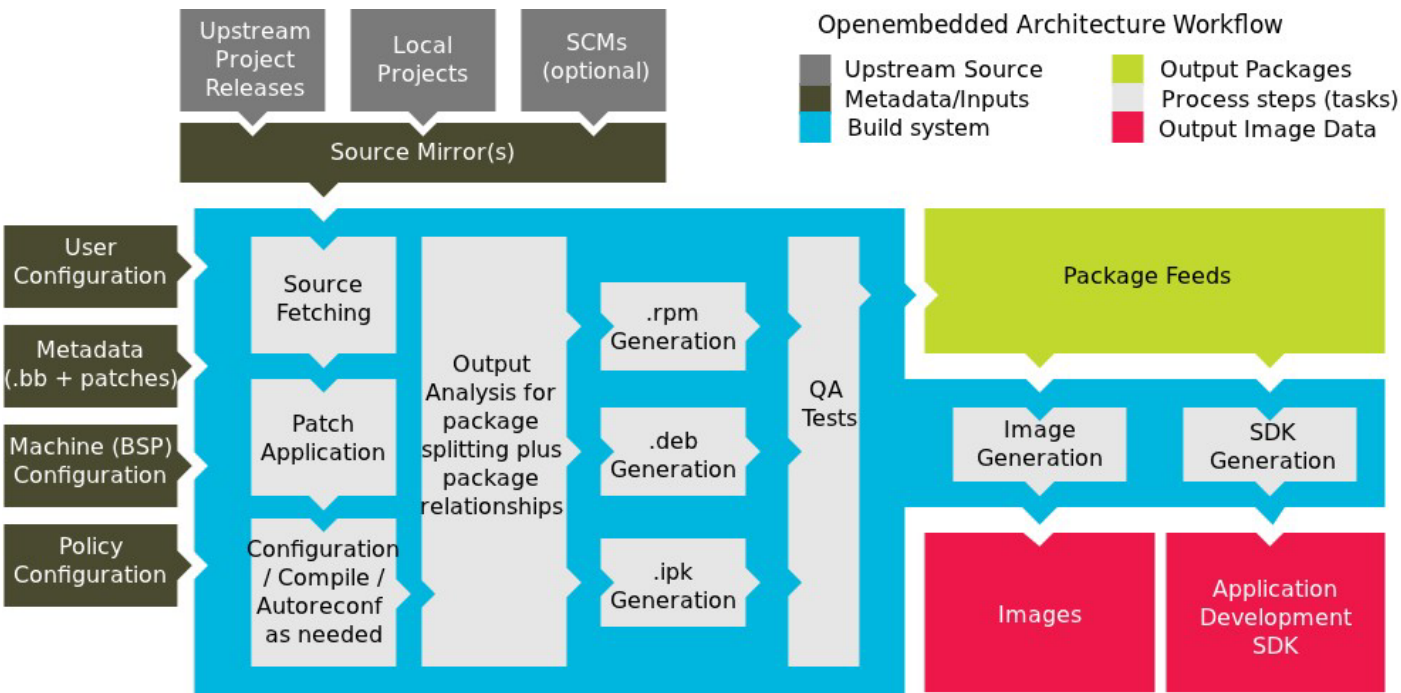 Openembedded Architecture Workflow
Upstream Source
Metadata/Inputs
Build system
Output Packages
Process steps (tasks)
Output Image Data
Upstream
Project
Releases
Local
Projects
SCMs
(optional)
Source Mirror(s)
User
Configuration
Metadata
(.bb + patches)
Machine (BSP)
Configuration
Policy
Configuration
Source
Fetching
Patch
Application
Configuration
/ Compile /
Autoreconf
as needed
Output
Analysis for
package
splitting plus
package
relationships
.rpm
Generation
.deb
Generation
.ipk
Generation
QA
Tests
Package Feeds
Image
Generation
SDK
Generation
Images
Application
Development
SDK